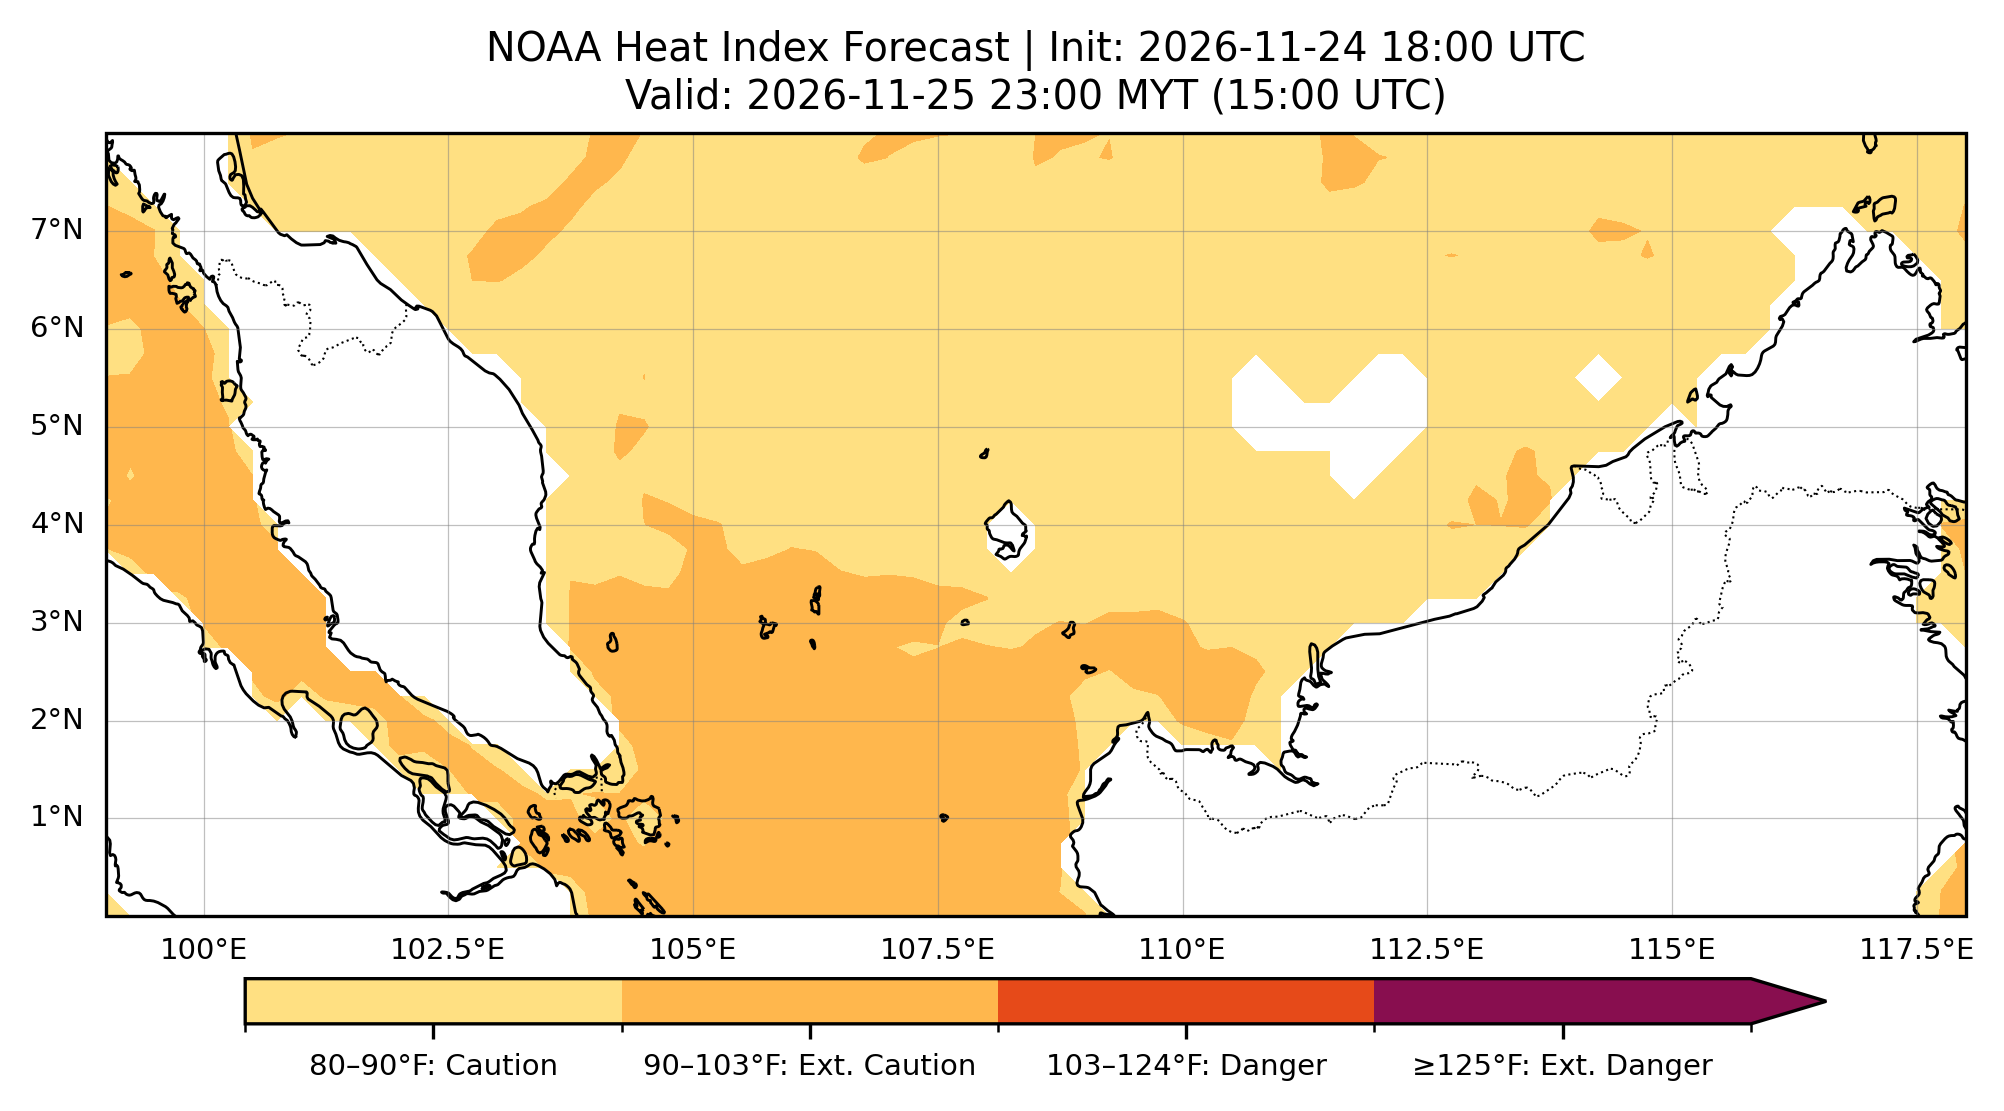 NOAA Heat Index Forecast | Init: 2026-11-24 18:00 UTC
Valid: 2026-11-25 23:00 MYT (15:00 UTC)
7°N
6°N
5°N
4°N
3°N
2°N
1°N
100°E 102.5°E 105°E 107.5°E 110°E 112.5°E 115°E 117.5°E
80–90°F: Caution 90–103°F: Ext. Caution 103–124°F: Danger ≥125°F: Ext. Danger